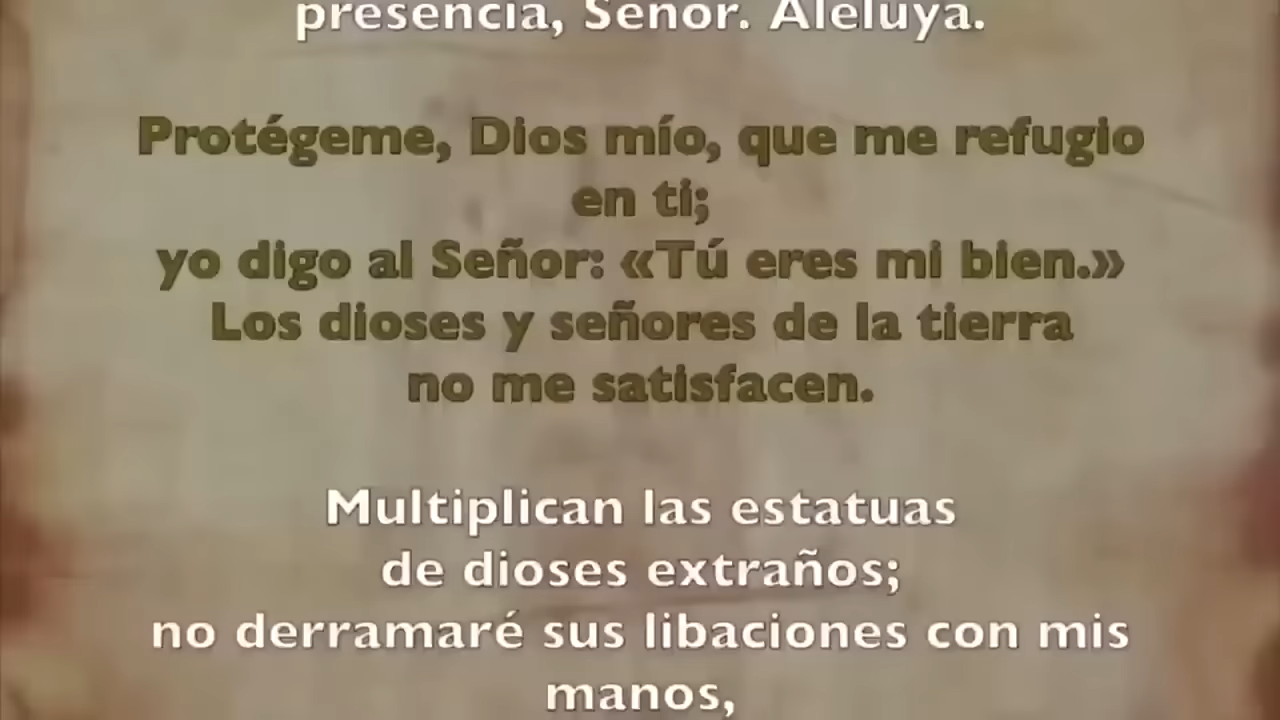 presencia, Señor. Aleluya.
Protégeme, Dios mío, que me refugio
en ti;
yo digo al Señor: «Tú eres mi bien.»
Los dioses y señores de la tierra
no me satisfacen.
Multiplican las estatuas
de dioses extraños;
no derramaré sus libaciones con mis
manos,